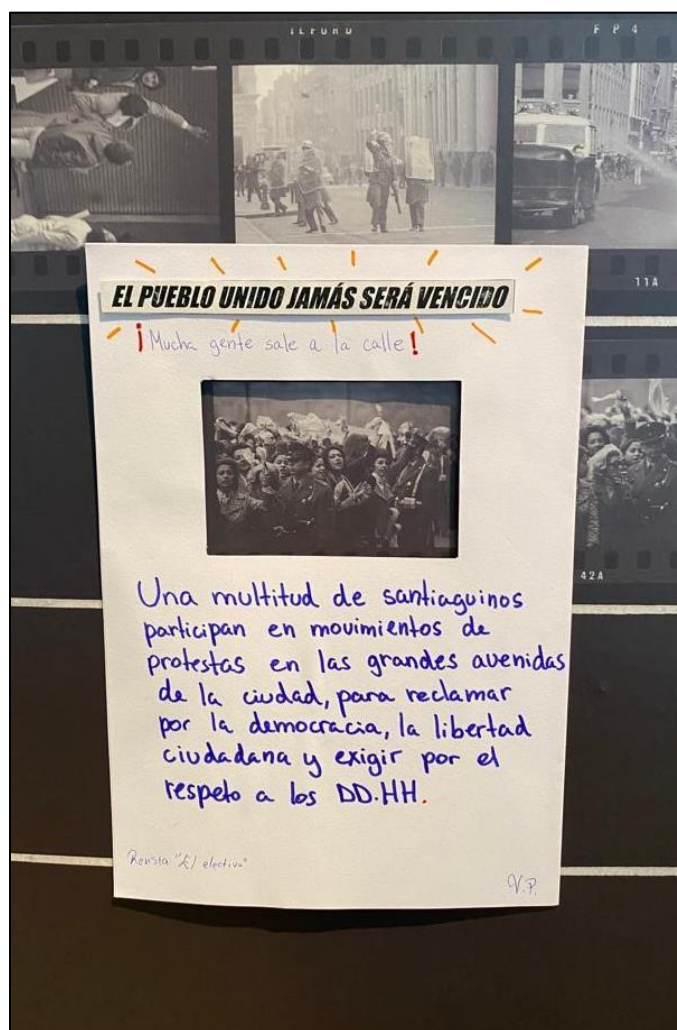 ILFORD FP4
11A
EL PUEBLO UNIDO JAMÁS SERÁ VENCIDO
¡Mucha gente sale a la calle!
42A
Una multitud de santiaguinos
participan en movimientos de
protestas en las grandes avenidas
de la ciudad, para reclamar
por la democracia, la libertad
ciudadana y exigir por el
respeto a los DD.HH.
Revista "El electivo"
V.P.